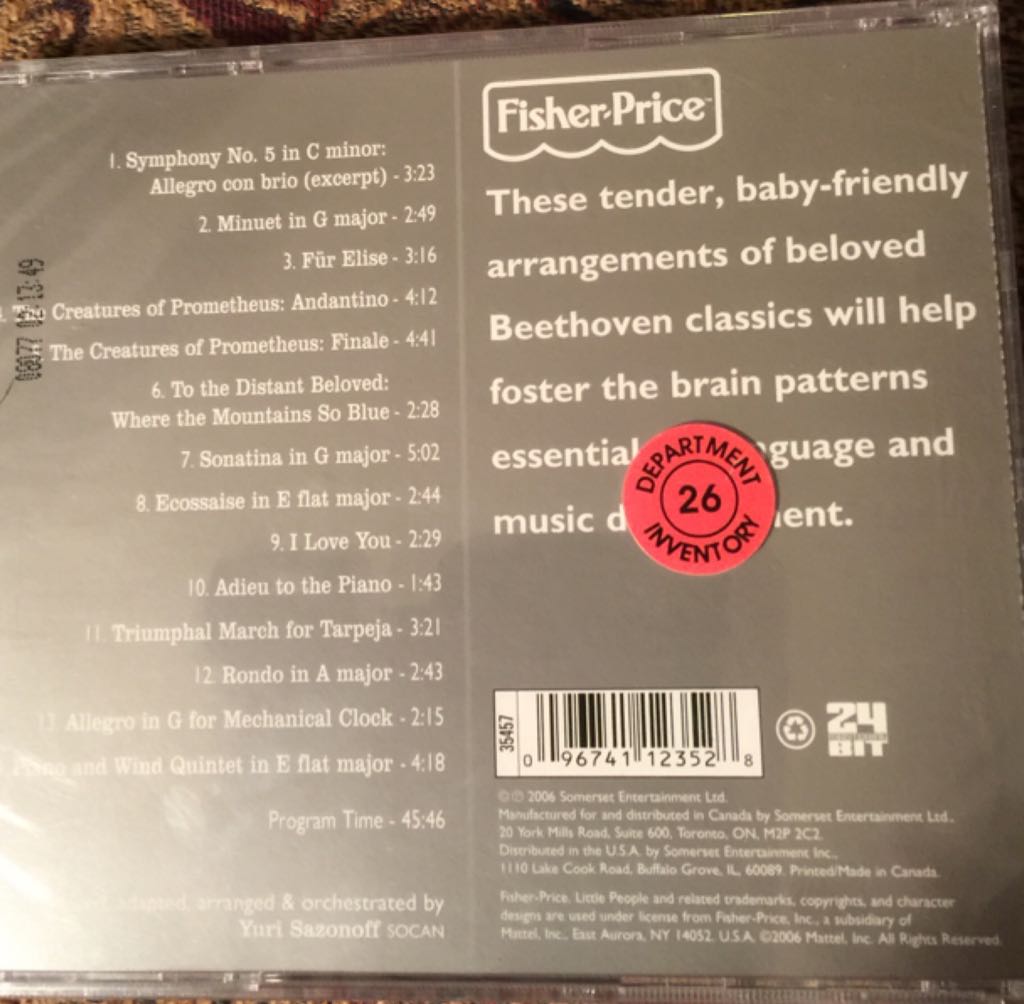 1. Symphony No. 5 in C minor:
Allegro con brio (excerpt) - 3:23
2. Minuet in G major - 2:49
3. Für Elise - 3:16
The Creatures of Prometheus: Andantino - 4:12
The Creatures of Prometheus: Finale - 4:41
6. To the Distant Beloved:
Where the Mountains So Blue - 2:28
7. Sonatina in G major - 5:02
8. Ecossaise in E flat major - 2:44
9. I Love You - 2:29
10. Adieu to the Piano - 1:43
11. Triumphal March for Tarpeja - 3:21
12. Rondo in A major - 2:43
13. Allegro in G for Mechanical Clock - 2:15
Piano and Wind Quintet in E flat major - 4:18
Program Time - 45:46
adapted, arranged & orchestrated by
Yuri Sazonoff SOCAN
Fisher-Price™
These tender, baby-friendly
arrangements of beloved
Beethoven classics will help
foster the brain patterns
essential and
music
DEPARTMENT
26
INVENTORY
35457
0 96741 12352 8
24
BIT
©℗ 2006 Somerset Entertainment Ltd.
Manufactured for and distributed in Canada by Somerset Entertainment Ltd.,
20 York Mills Road, Suite 600, Toronto, ON, M2P 2C2.
Distributed in the U.S.A. by Somerset Entertainment Inc.,
1110 Lake Cook Road, Buffalo Grove, IL, 60089. Printed/Made in Canada.
Fisher-Price, Little People and related trademarks, copyrights, and character
designs are used under license from Fisher-Price, Inc., a subsidiary of
Mattel, Inc., East Aurora, NY 14052, U.S.A. ©2006 Mattel, Inc. All Rights Reserved.